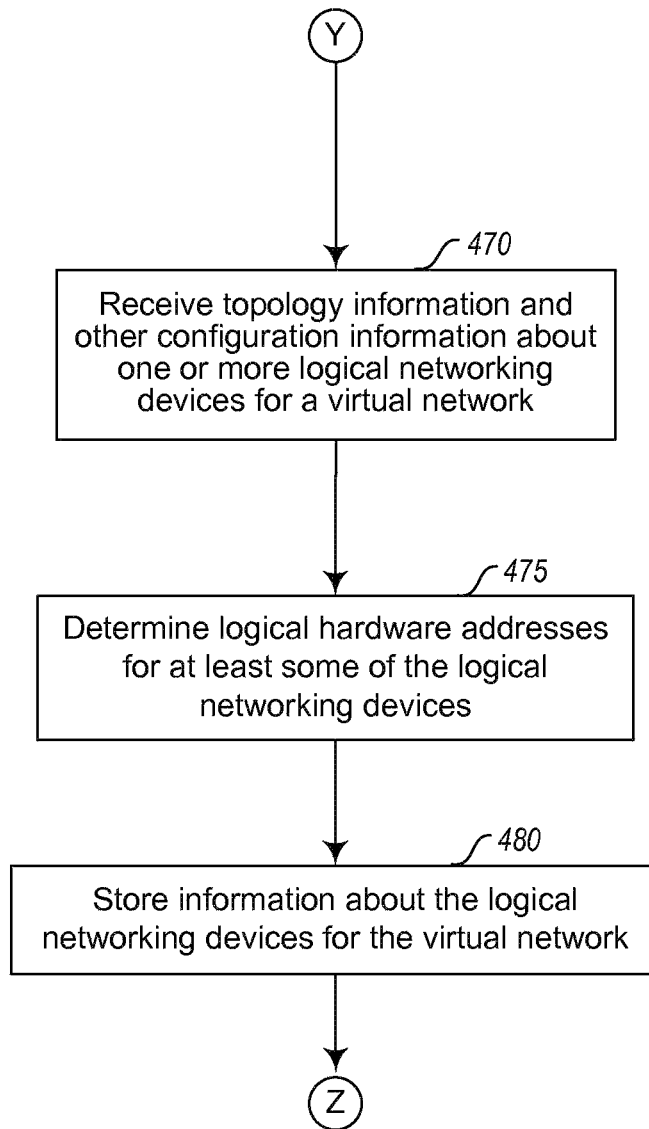 Y
470
Receive topology information and
other configuration information about
one or more logical networking
devices for a virtual network
475
Determine logical hardware addresses
for at least some of the logical
networking devices
480
Store information about the logical
networking devices for the virtual network
Z